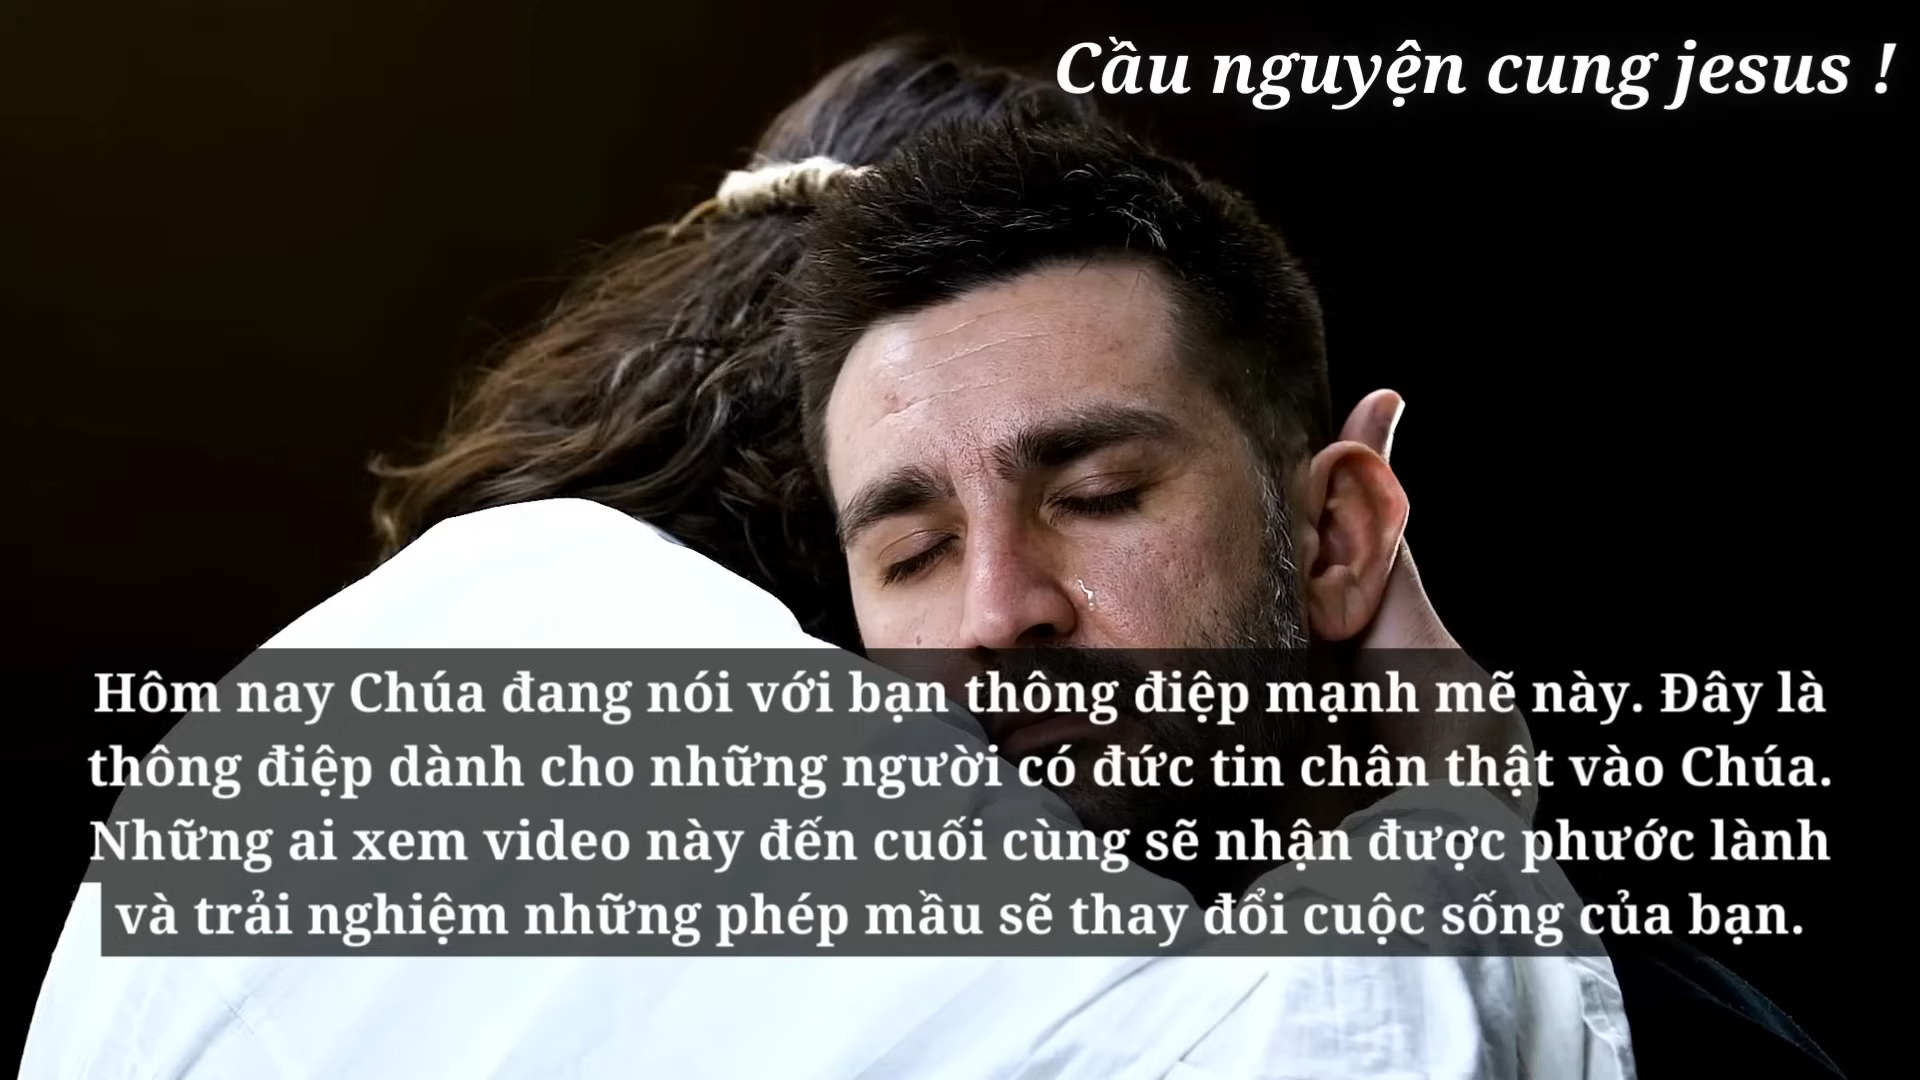 Cầu nguyện cung jesus !
Hôm nay Chúa đang nói với bạn thông điệp mạnh mẽ này. Đây là
thông điệp dành cho những người có đức tin chân thật vào Chúa.
Những ai xem video này đến cuối cùng sẽ nhận được phước lành
và trải nghiệm những phép mầu sẽ thay đổi cuộc sống của bạn.